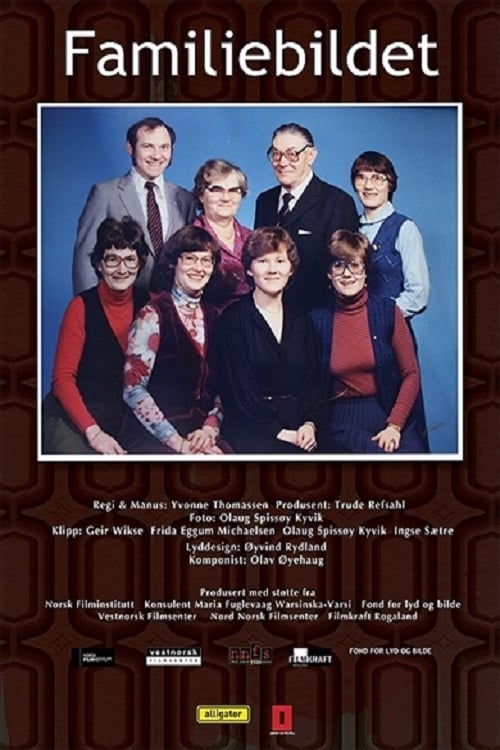 Familiebildet
Regi & Manus: Yvonne Thomassen Produsent: Trude Refsahl
Foto: Olaug Spissøy Kyvik
Klipp: Geir Wikse Frida Eggum Michaelsen Olaug Spissøy Kyvik Ingse Sætre
Lyddesign: Øyvind Rydland
Komponist: Olav Øyehaug
Produsert med støtte fra
Norsk Filminstitutt Konsulent Maria Fuglevaag Warsinska-Varsi Fond for lyd og bilde
Vestnorsk Filmsenter Nord Norsk Filmsenter Filmkraft Rogaland
vestnorsk
FILMSENTER
nnfs
FILMKRAFT
FOND FOR LYD OG BILDE
alligator